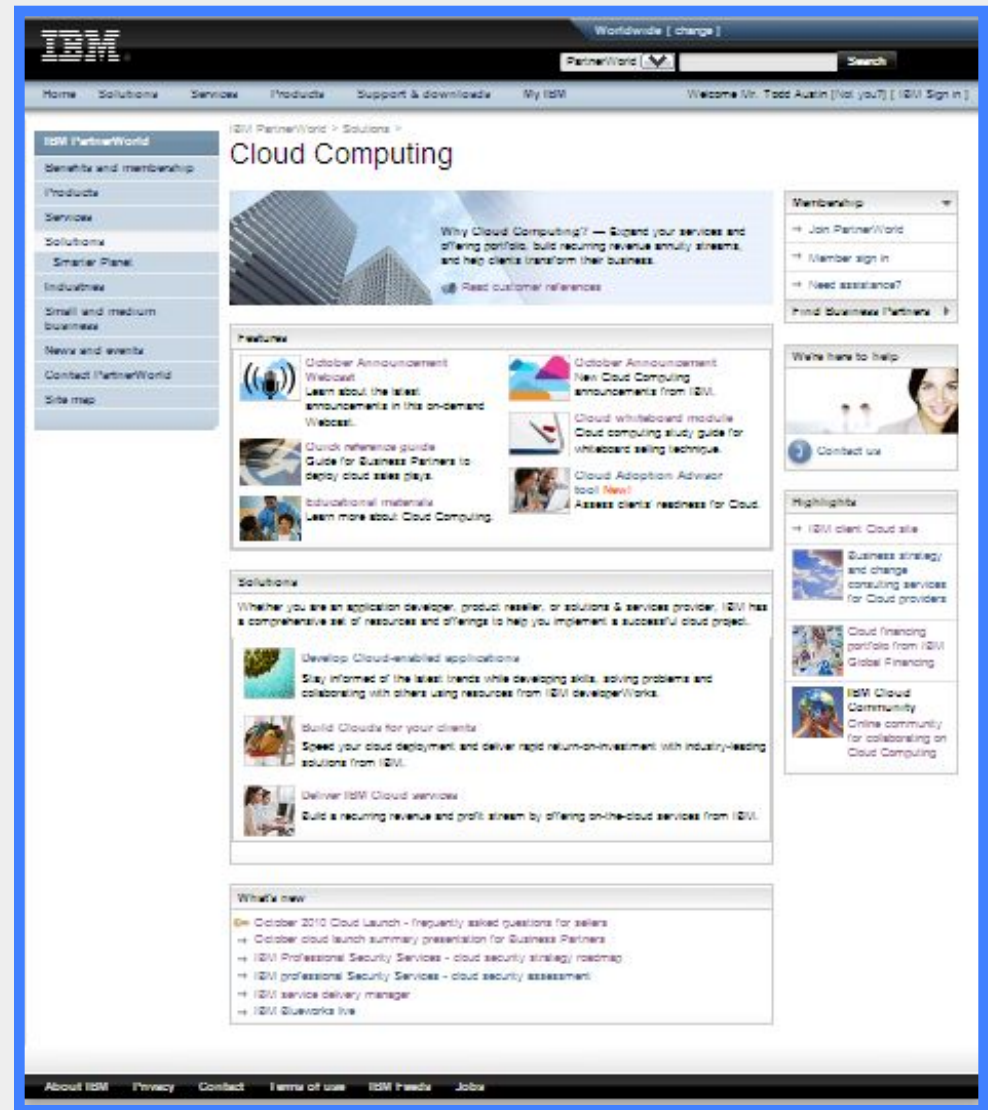 IBM
Worldwide [ change ]
PartnerWorld
Search
Home Solutions Services Products Support & downloads My IBM Welcome Mr. Todd Austin [Not you?] [ IBM Sign in ]
IBM PartnerWorld
Benefits and membership
Products
Services
Solutions
Smarter Planet
Industries
Small and medium
business
News and events
Contact PartnerWorld
Site map
IBM PartnerWorld > Solutions >
Cloud Computing
Why Cloud Computing? — Expand your services and
offering portfolio, build recurring revenue annuity streams,
and help clients transform their business.
Read customer references
Features
October Announcement
Webcast
Learn about the latest
announcements in this on-demand
Webcast.
Quick reference guide
Guide for Business Partners to
deploy cloud sales plays.
Educational materials
Learn more about Cloud Computing.
October Announcement
New Cloud Computing
announcements from IBM.
Cloud whiteboard module
Cloud computing study guide for
whiteboard selling technique.
Cloud Adoption Advisor
tool New!
Assess clients' readiness for Cloud.
Solutions
Whether you are an application developer, product reseller, or solutions & services provider, IBM has
a comprehensive set of resources and offerings to help you implement a successful cloud project.
Develop Cloud-enabled applications
Stay informed of the latest trends while developing skills, solving problems and
collaborating with others using resources from IBM developerWorks.
Build Clouds for your clients
Speed your cloud deployment and deliver rapid return-on-investment with industry-leading
solutions from IBM.
Deliver IBM Cloud services
Build a recurring revenue and profit stream by offering on-the-cloud services from IBM.
What's new
October 2010 Cloud Launch - frequently asked questions for sellers
October cloud launch summary presentation for Business Partners
IBM Professional Security Services - cloud security strategy roadmap
IBM professional Security Services - cloud security assessment
IBM service delivery manager
IBM Blueworks live
Membership
Join PartnerWorld
Member sign in
Need assistance?
Find Business Partners
We're here to help
Contact us
Highlights
IBM client Cloud site
Business strategy
and change
consulting services
for Cloud providers
Cloud financing
portfolio from IBM
Global Financing
IBM Cloud
Community
Online community
for collaborating on
Cloud Computing
About IBM Privacy Contact Terms of use IBM Feeds Jobs